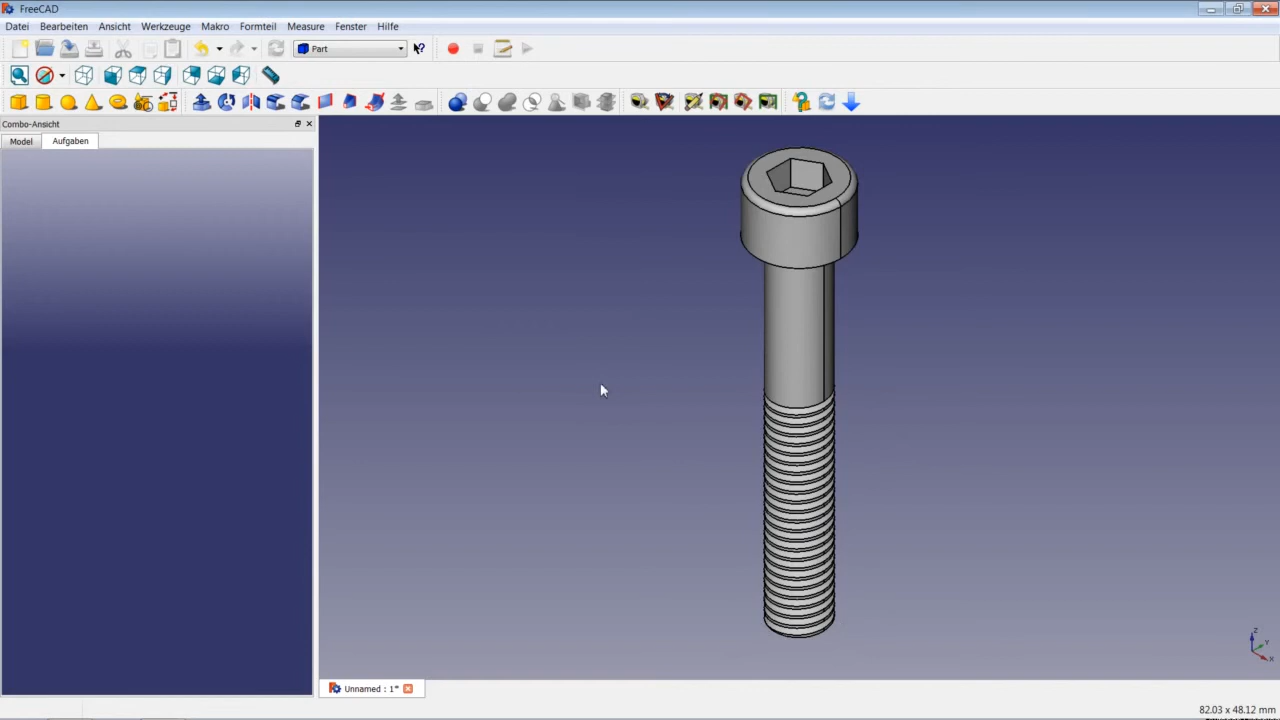 FreeCAD
Datei Bearbeiten Ansicht Werkzeuge Makro Formteil Measure Fenster Hilfe
Part
Combo-Ansicht
Model Aufgaben
Z
Y
X
Unnamed : 1*
82.03 x 48.12 mm